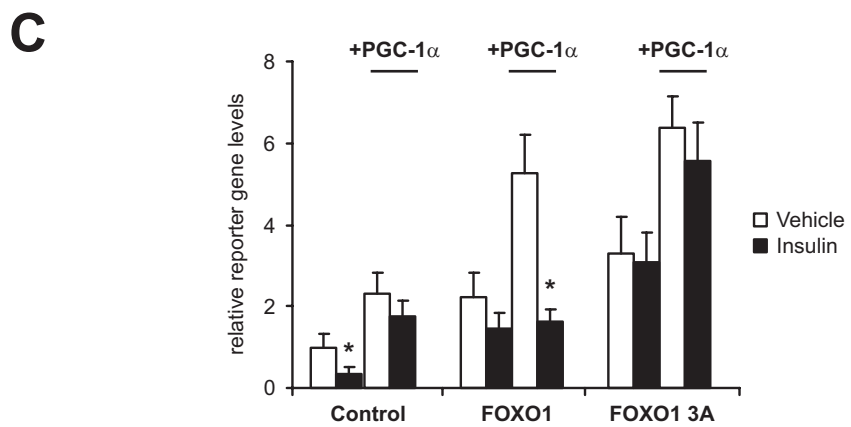 C
+PGC-1α +PGC-1α +PGC-1α
relative reporter gene levels
8
6
4
2
0
*
*
Vehicle
Insulin
Control FOXO1 FOXO1 3A